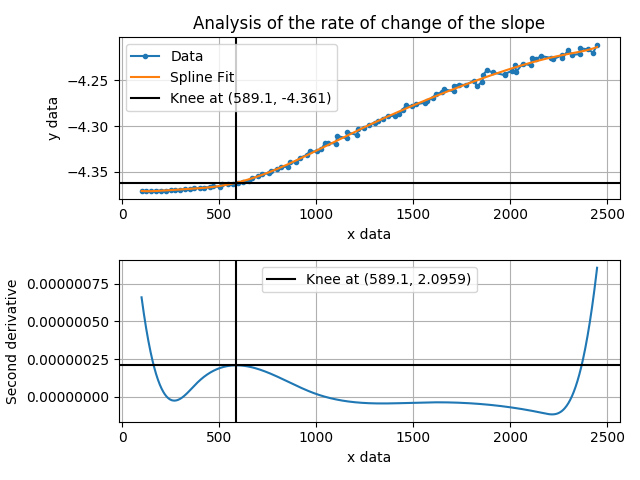 Analysis of the rate of change of the slope
Data
Spline Fit
Knee at (589.1, -4.361)
−4.25
−4.30
−4.35
y data
0
500
1000
1500
2000
2500
x data
Knee at (589.1, 2.0959)
0.00000075
0.00000050
0.00000025
0.00000000
Second derivative
0
500
1000
1500
2000
2500
x data